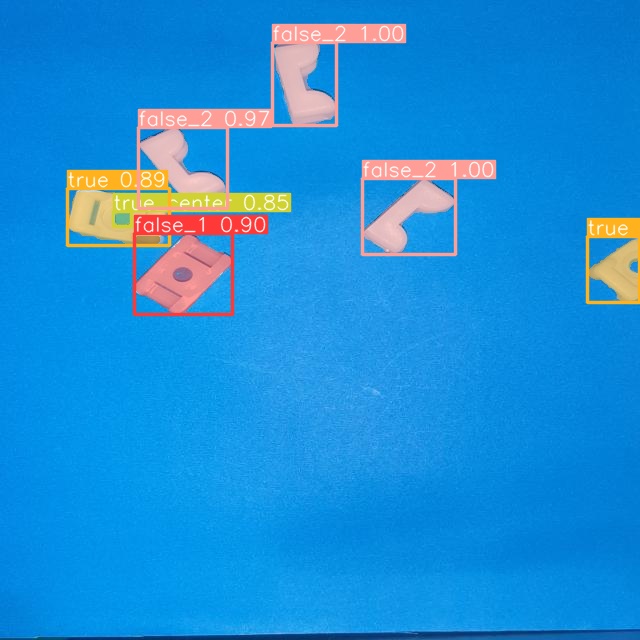 false_2 1.00
false_2 0.97
false_2 1.00
true 0.89
true_center 0.85
false_1 0.90
true